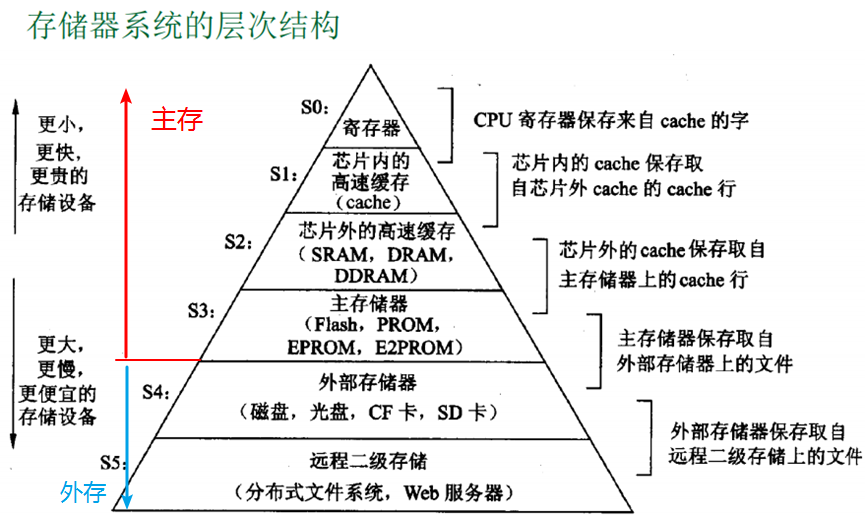 存储器系统的层次结构
更小，
更快，
更贵的
存储设备
主存
更大，
更慢，
更便宜的
存储设备
外存
S0:
寄存器
CPU 寄存器保存来自 cache 的字
S1:
芯片内的
高速缓存
（cache）
芯片内的 cache 保存取
自芯片外 cache 的 cache 行
S2:
芯片外的高速缓存
（SRAM，DRAM，
DDRAM）
芯片外的cache保存取自
主存储器上的cache 行
S3:
主存储器
（Flash，PROM，
EPROM，E2PROM）
主存储器保存取自
外部存储器上的文件
S4:
外部存储器
（磁盘，光盘，CF 卡，SD 卡）
外部存储器保存取自
远程二级存储上的文件
S5:
远程二级存储
（分布式文件系统，Web 服务器）